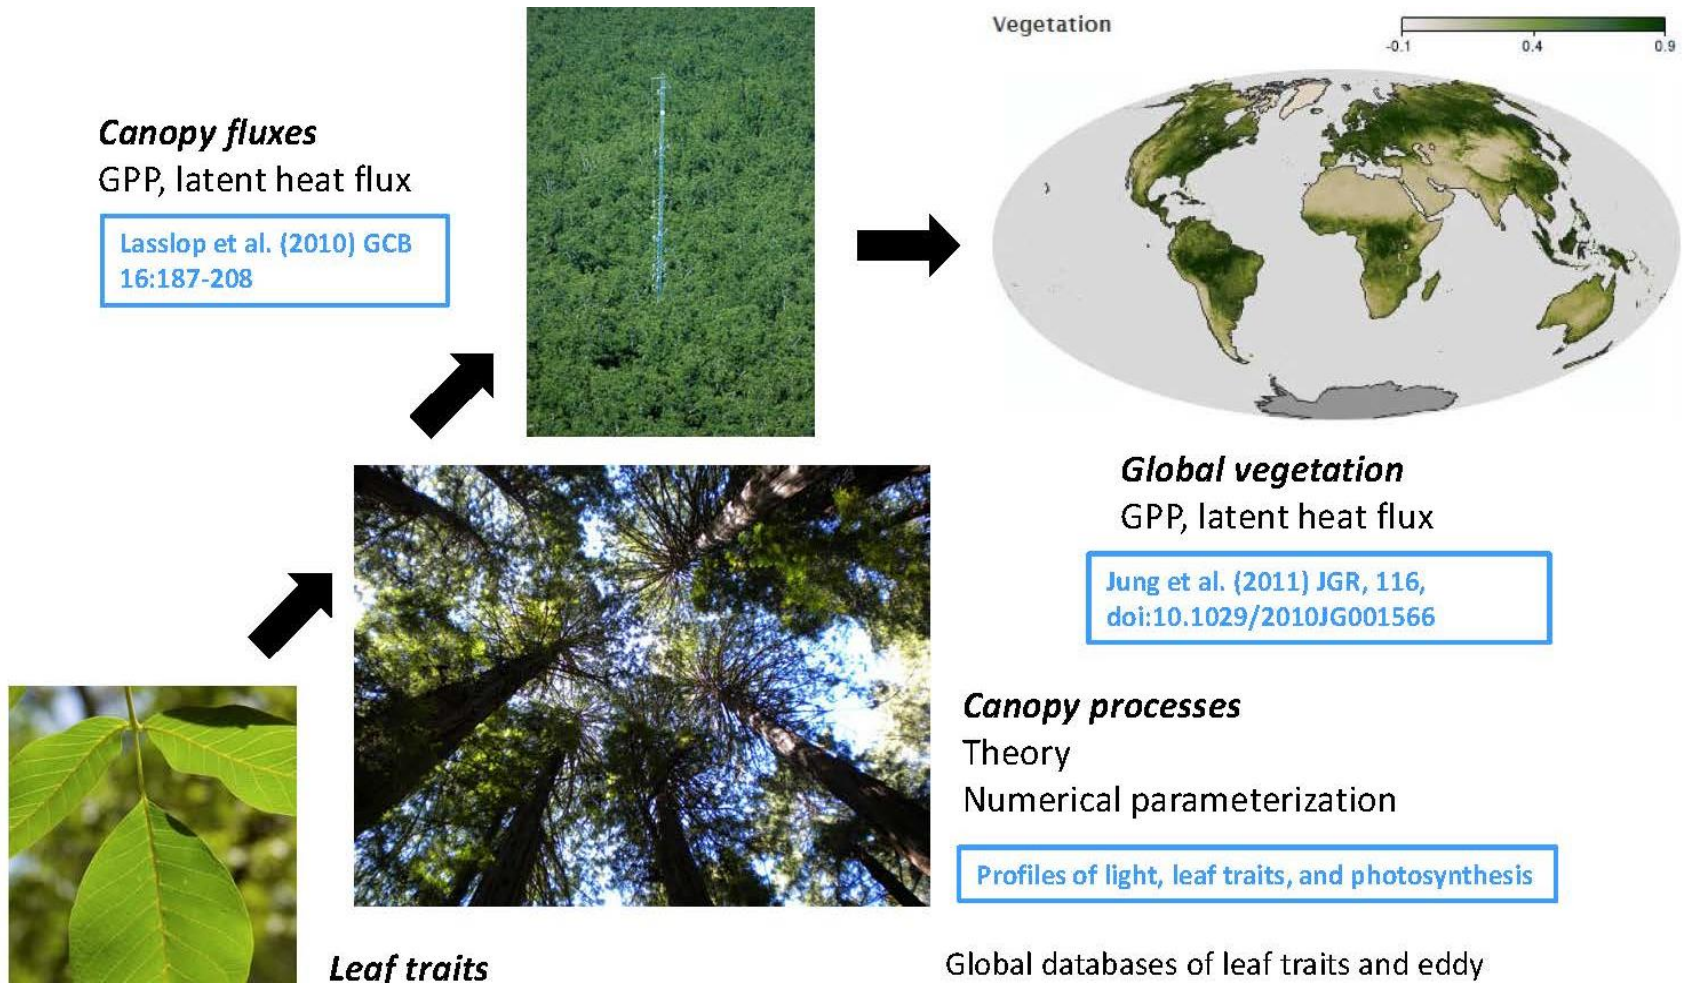 Vegetation
-0.1 0.4 0.9
Canopy fluxes
GPP, latent heat flux
Lasslop et al. (2010) GCB
16:187-208
Global vegetation
GPP, latent heat flux
Jung et al. (2011) JGR, 116,
doi:10.1029/2010JG001566
Canopy processes
Theory
Numerical parameterization
Profiles of light, leaf traits, and photosynthesis
Leaf traits
Global databases of leaf traits and eddy